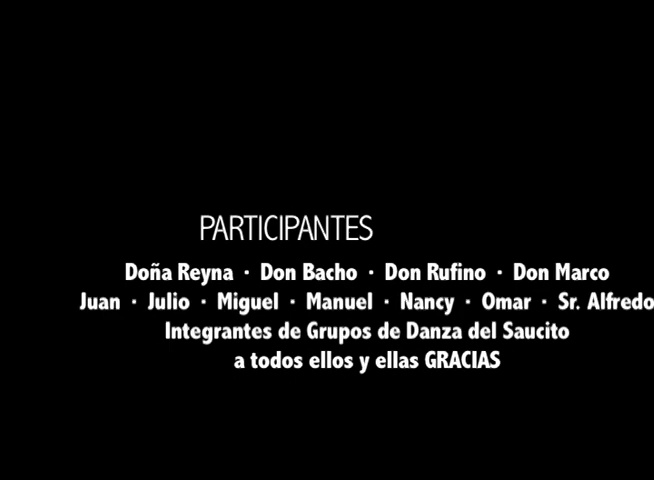 PARTICIPANTES
Doña Reyna · Don Bacho · Don Rufino · Don Marco
Juan · Julio · Miguel · Manuel · Nancy · Omar · Sr. Alfredo
Integrantes de Grupos de Danza del Saucito
a todos ellos y ellas GRACIAS